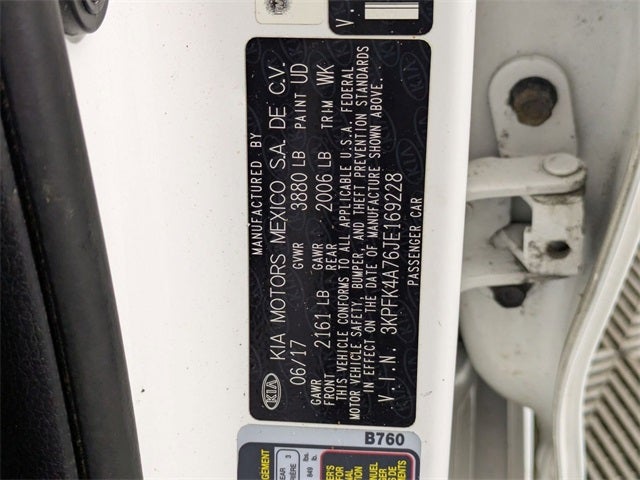 MANUFACTURED BY
KIA KIA MOTORS MEXICO S.A. DE C.V.
06/17 GVWR 3880 LB PAINT UD
GAWR FRONT 2161 LB GAWR REAR 2006 LB TRIM WK
THIS VEHICLE CONFORMS TO ALL APPLICABLE U.S.A. FEDERAL
MOTOR VEHICLE SAFETY, BUMPER, AND THEFT PREVENTION STANDARDS
IN EFFECT ON THE DATE OF MANUFACTURE SHOWN ABOVE.
V.I.N. 3KPFK4A76JE169228
PASSENGER CAR
V.
B760